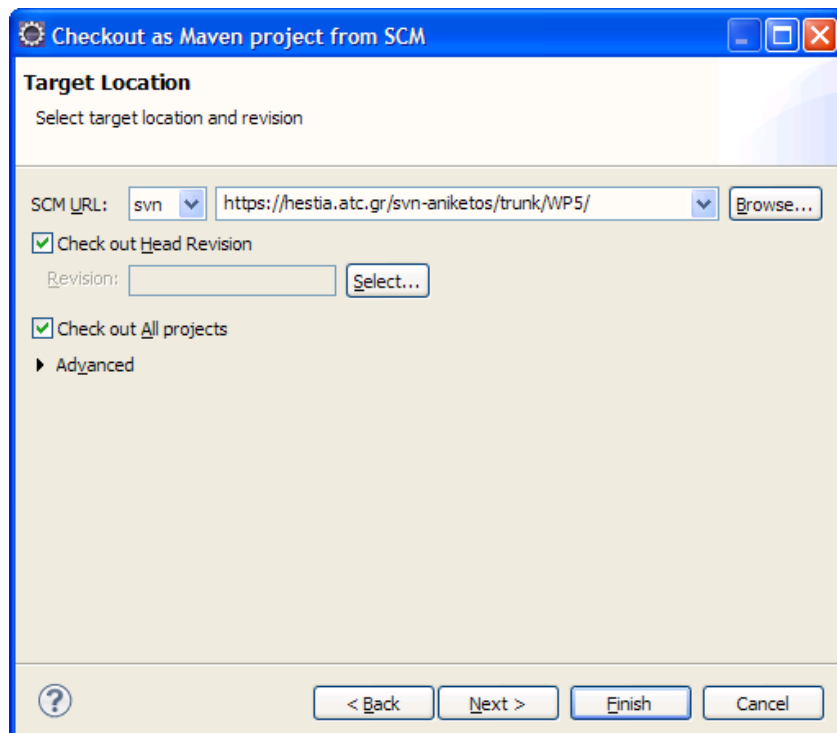 Checkout as Maven project from SCM
Target Location
Select target location and revision
SCM URL: svn https://hestia.atc.gr/svn-aniketos/trunk/WP5/ Browse...
Check out Head Revision
Revision: Select...
Check out All projects
Advanced
? < Back Next > Finish Cancel